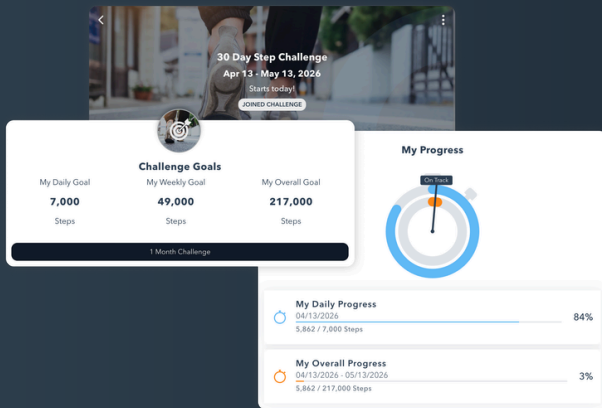 30 Day Step Challenge
Apr 13 - May 13, 2026
Starts today!
JOINED CHALLENGE
Challenge Goals
My Daily Goal
7,000
Steps
My Weekly Goal
49,000
Steps
My Overall Goal
217,000
Steps
1 Month Challenge
My Progress
On Track
My Daily Progress
04/13/2026
84%
5,862 / 7,000 Steps
My Overall Progress
04/13/2026 - 05/13/2026
3%
5,862 / 217,000 Steps